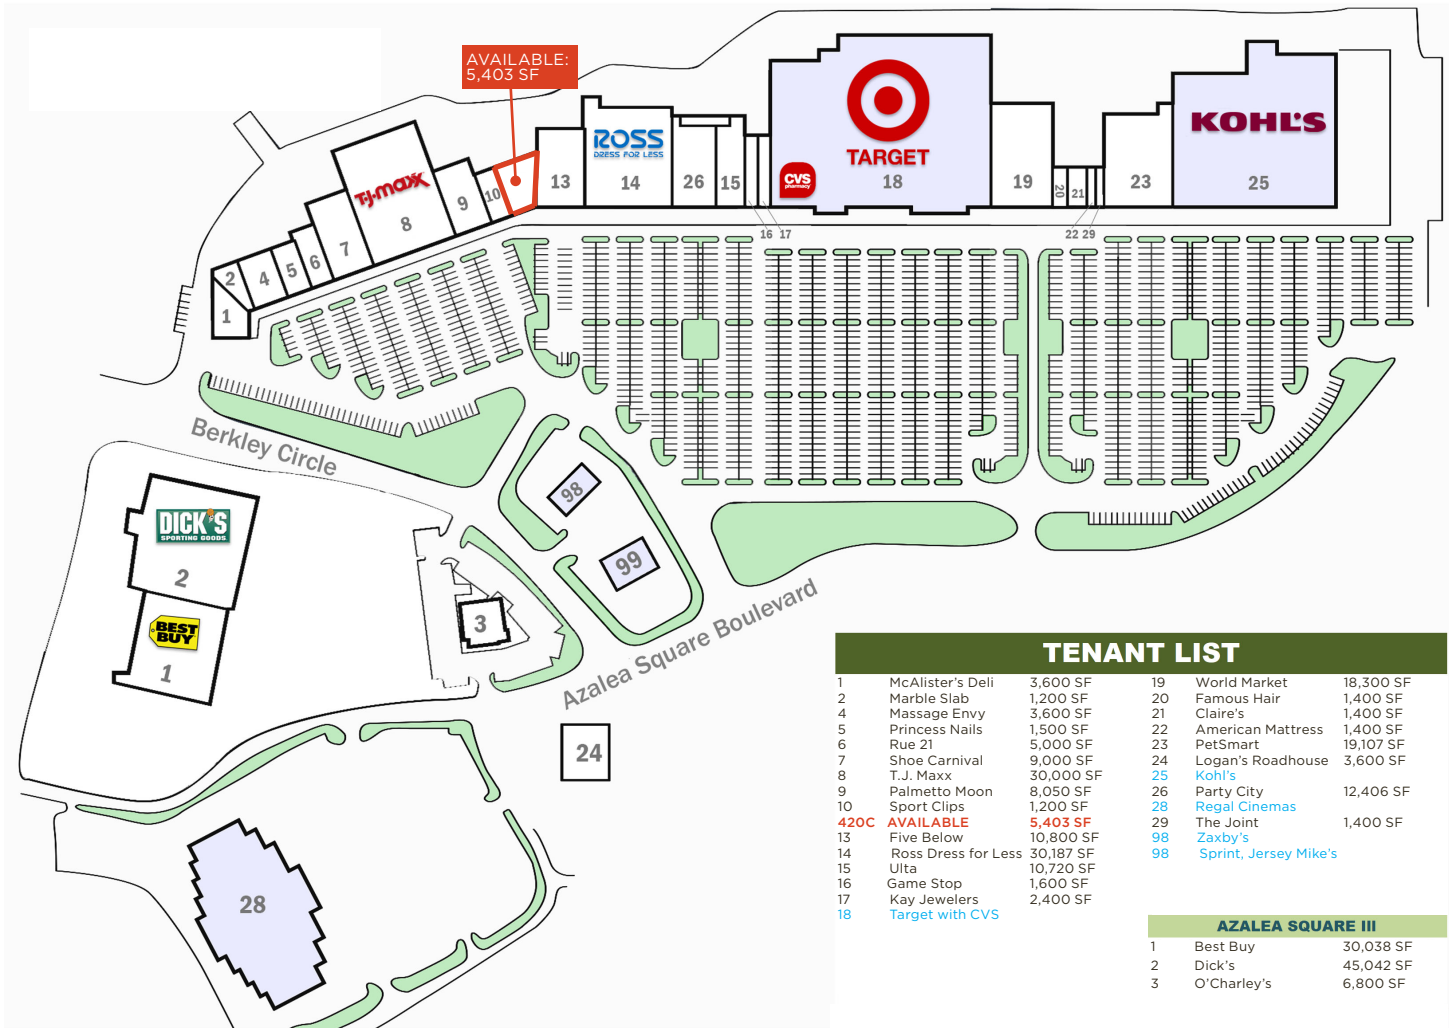 AVAILABLE:
5,403 SF
T.J.maxx
ROSS
DRESS FOR LESS
TARGET
CVS
pharmacy
KOHL'S
1
2
4
5
6
7
8
9
10
13
14
26
15
16 17
18
19
20
21
22 29
23
25
Berkley Circle
DICK'S
SPORTING GOODS
2
BEST
BUY
1
3
98
99
Azalea Square Boulevard
24
28
TENANT LIST
1 McAlister's Deli 3,600 SF
2 Marble Slab 1,200 SF
4 Massage Envy 3,600 SF
5 Princess Nails 1,500 SF
6 Rue 21 5,000 SF
7 Shoe Carnival 9,000 SF
8 T.J. Maxx 30,000 SF
9 Palmetto Moon 8,050 SF
10 Sport Clips 1,200 SF
420C AVAILABLE 5,403 SF
13 Five Below 10,800 SF
14 Ross Dress for Less 30,187 SF
15 Ulta 10,720 SF
16 Game Stop 1,600 SF
17 Kay Jewelers 2,400 SF
18 Target with CVS
19 World Market 18,300 SF
20 Famous Hair 1,400 SF
21 Claire's 1,400 SF
22 American Mattress 1,400 SF
23 PetSmart 19,107 SF
24 Logan's Roadhouse 3,600 SF
25 Kohl's
26 Party City 12,406 SF
28 Regal Cinemas
29 The Joint 1,400 SF
98 Zaxby's
98 Sprint, Jersey Mike's
AZALEA SQUARE III
1 Best Buy 30,038 SF
2 Dick's 45,042 SF
3 O'Charley's 6,800 SF